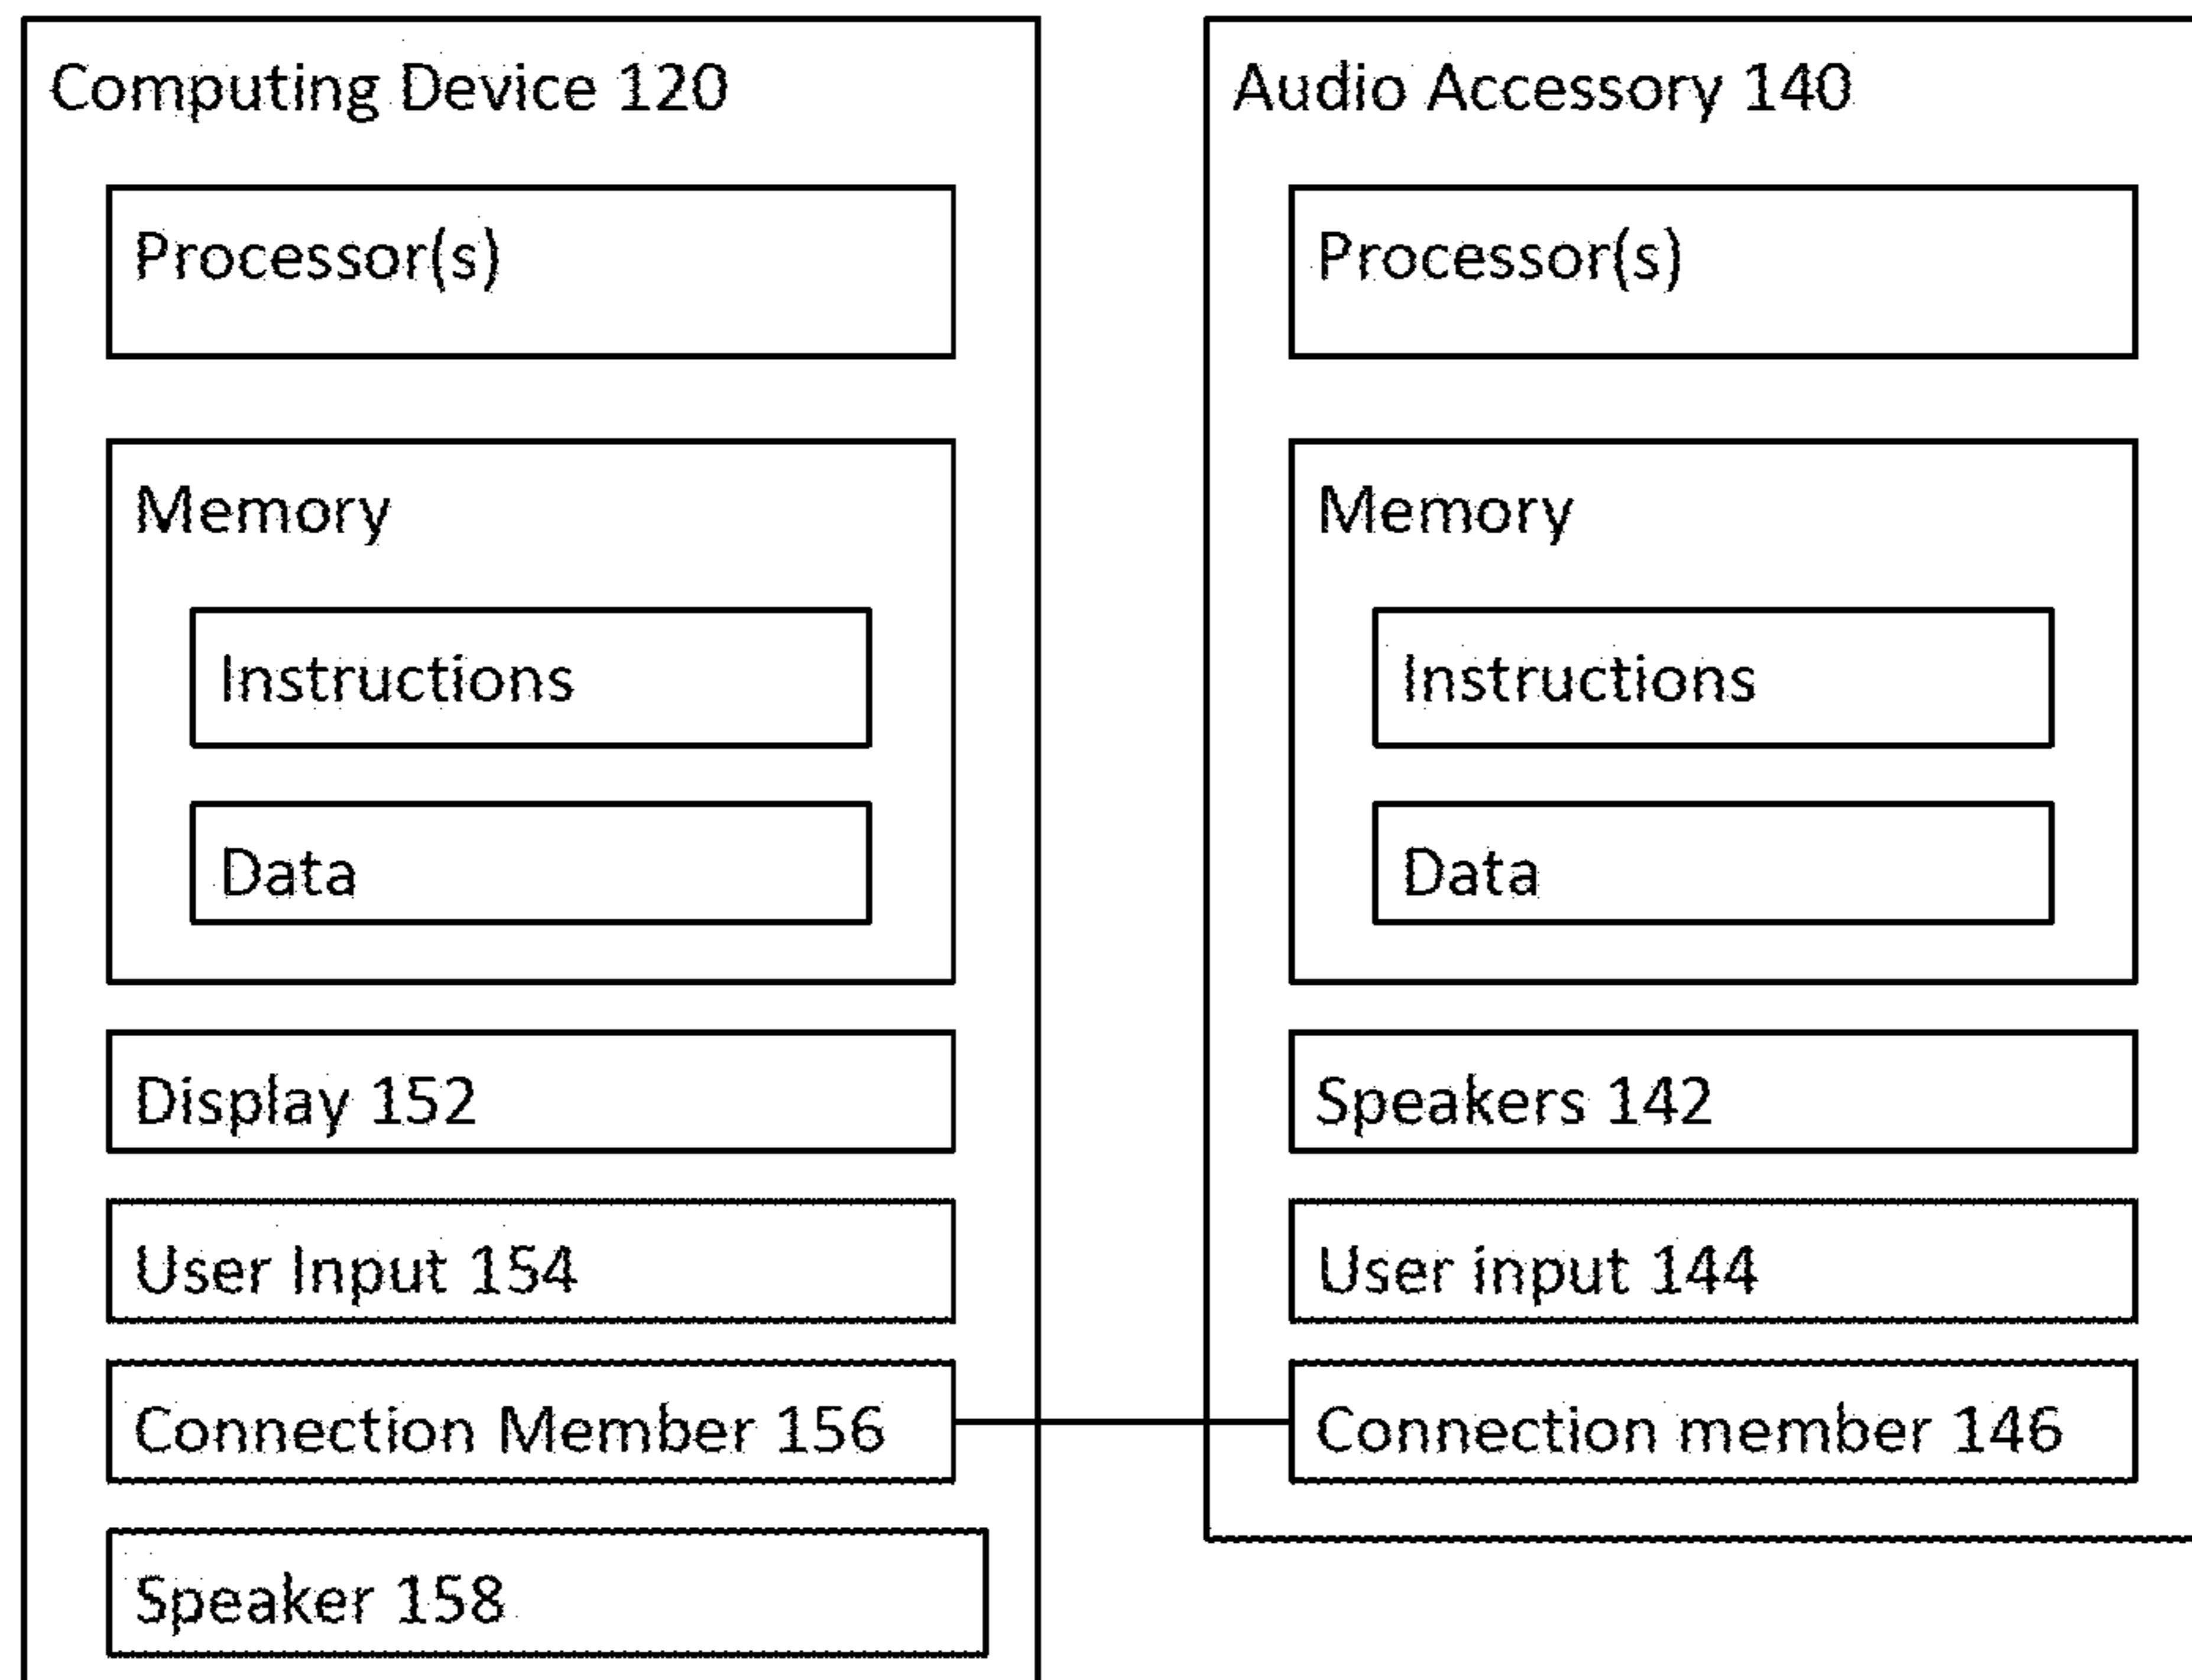 Computing Device 120
Processor(s)
Memory
Instructions
Data
Display 152
User Input 154
Connection Member 156
Speaker 158
Audio Accessory 140
Processor(s)
Memory
Instructions
Data
Speakers 142
User input 144
Connection member 146